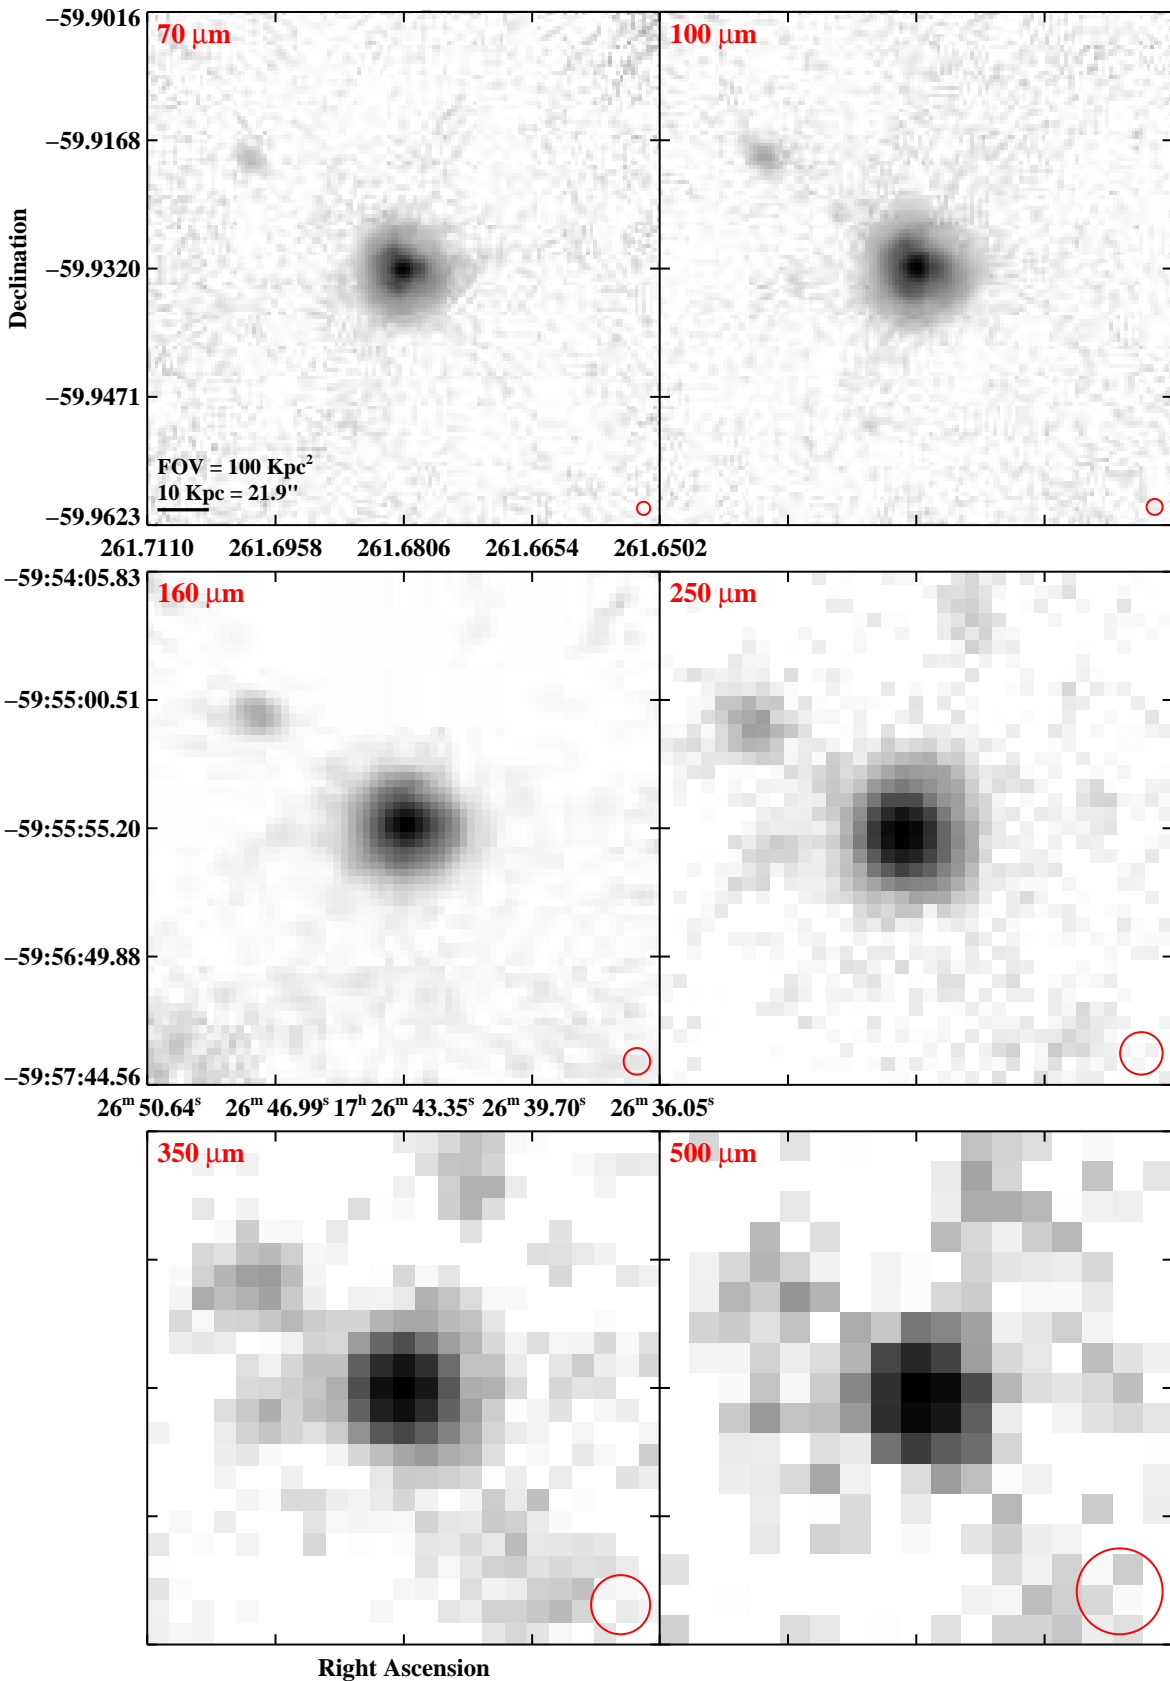 −59.9016
70 μm
100 μm
−59.9168
Declination
−59.9320
−59.9471
FOV = 100 Kpc²
10 Kpc = 21.9"
−59.9623
261.7110 261.6958 261.6806 261.6654 261.6502
−59:54:05.83
160 μm
250 μm
−59:55:00.51
−59:55:55.20
−59:56:49.88
−59:57:44.56
26ᵐ 50.64ˢ 26ᵐ 46.99ˢ 17ʰ 26ᵐ 43.35ˢ 26ᵐ 39.70ˢ 26ᵐ 36.05ˢ
350 μm
500 μm
Right Ascension